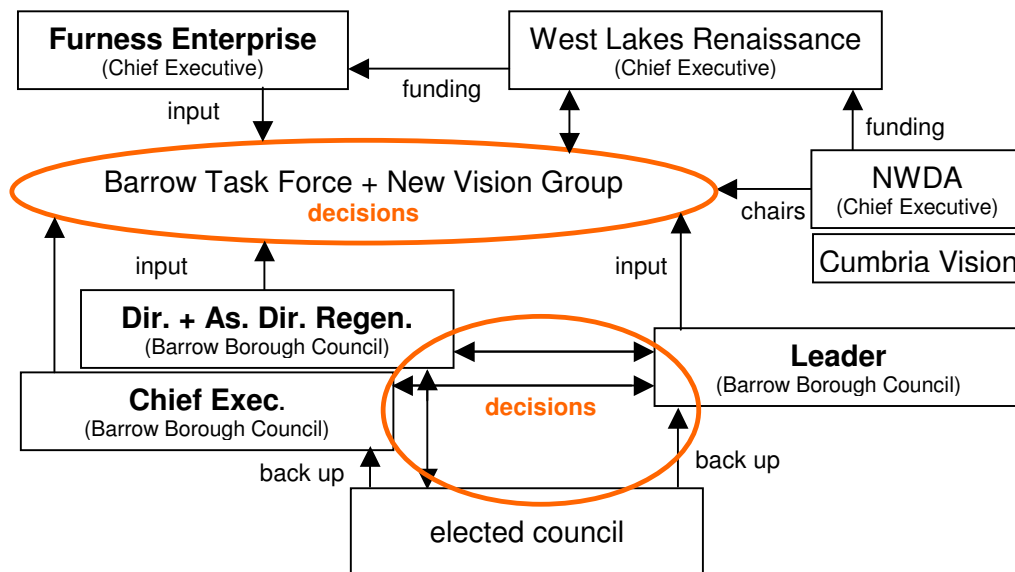 Furness Enterprise
(Chief Executive)
West Lakes Renaissance
(Chief Executive)
funding
input
funding
Barrow Task Force + New Vision Group
decisions
NWDA
(Chief Executive)
chairs
Cumbria Vision
input
input
Dir. + As. Dir. Regen.
(Barrow Borough Council)
Leader
(Barrow Borough Council)
Chief Exec.
(Barrow Borough Council)
decisions
back up
back up
elected council